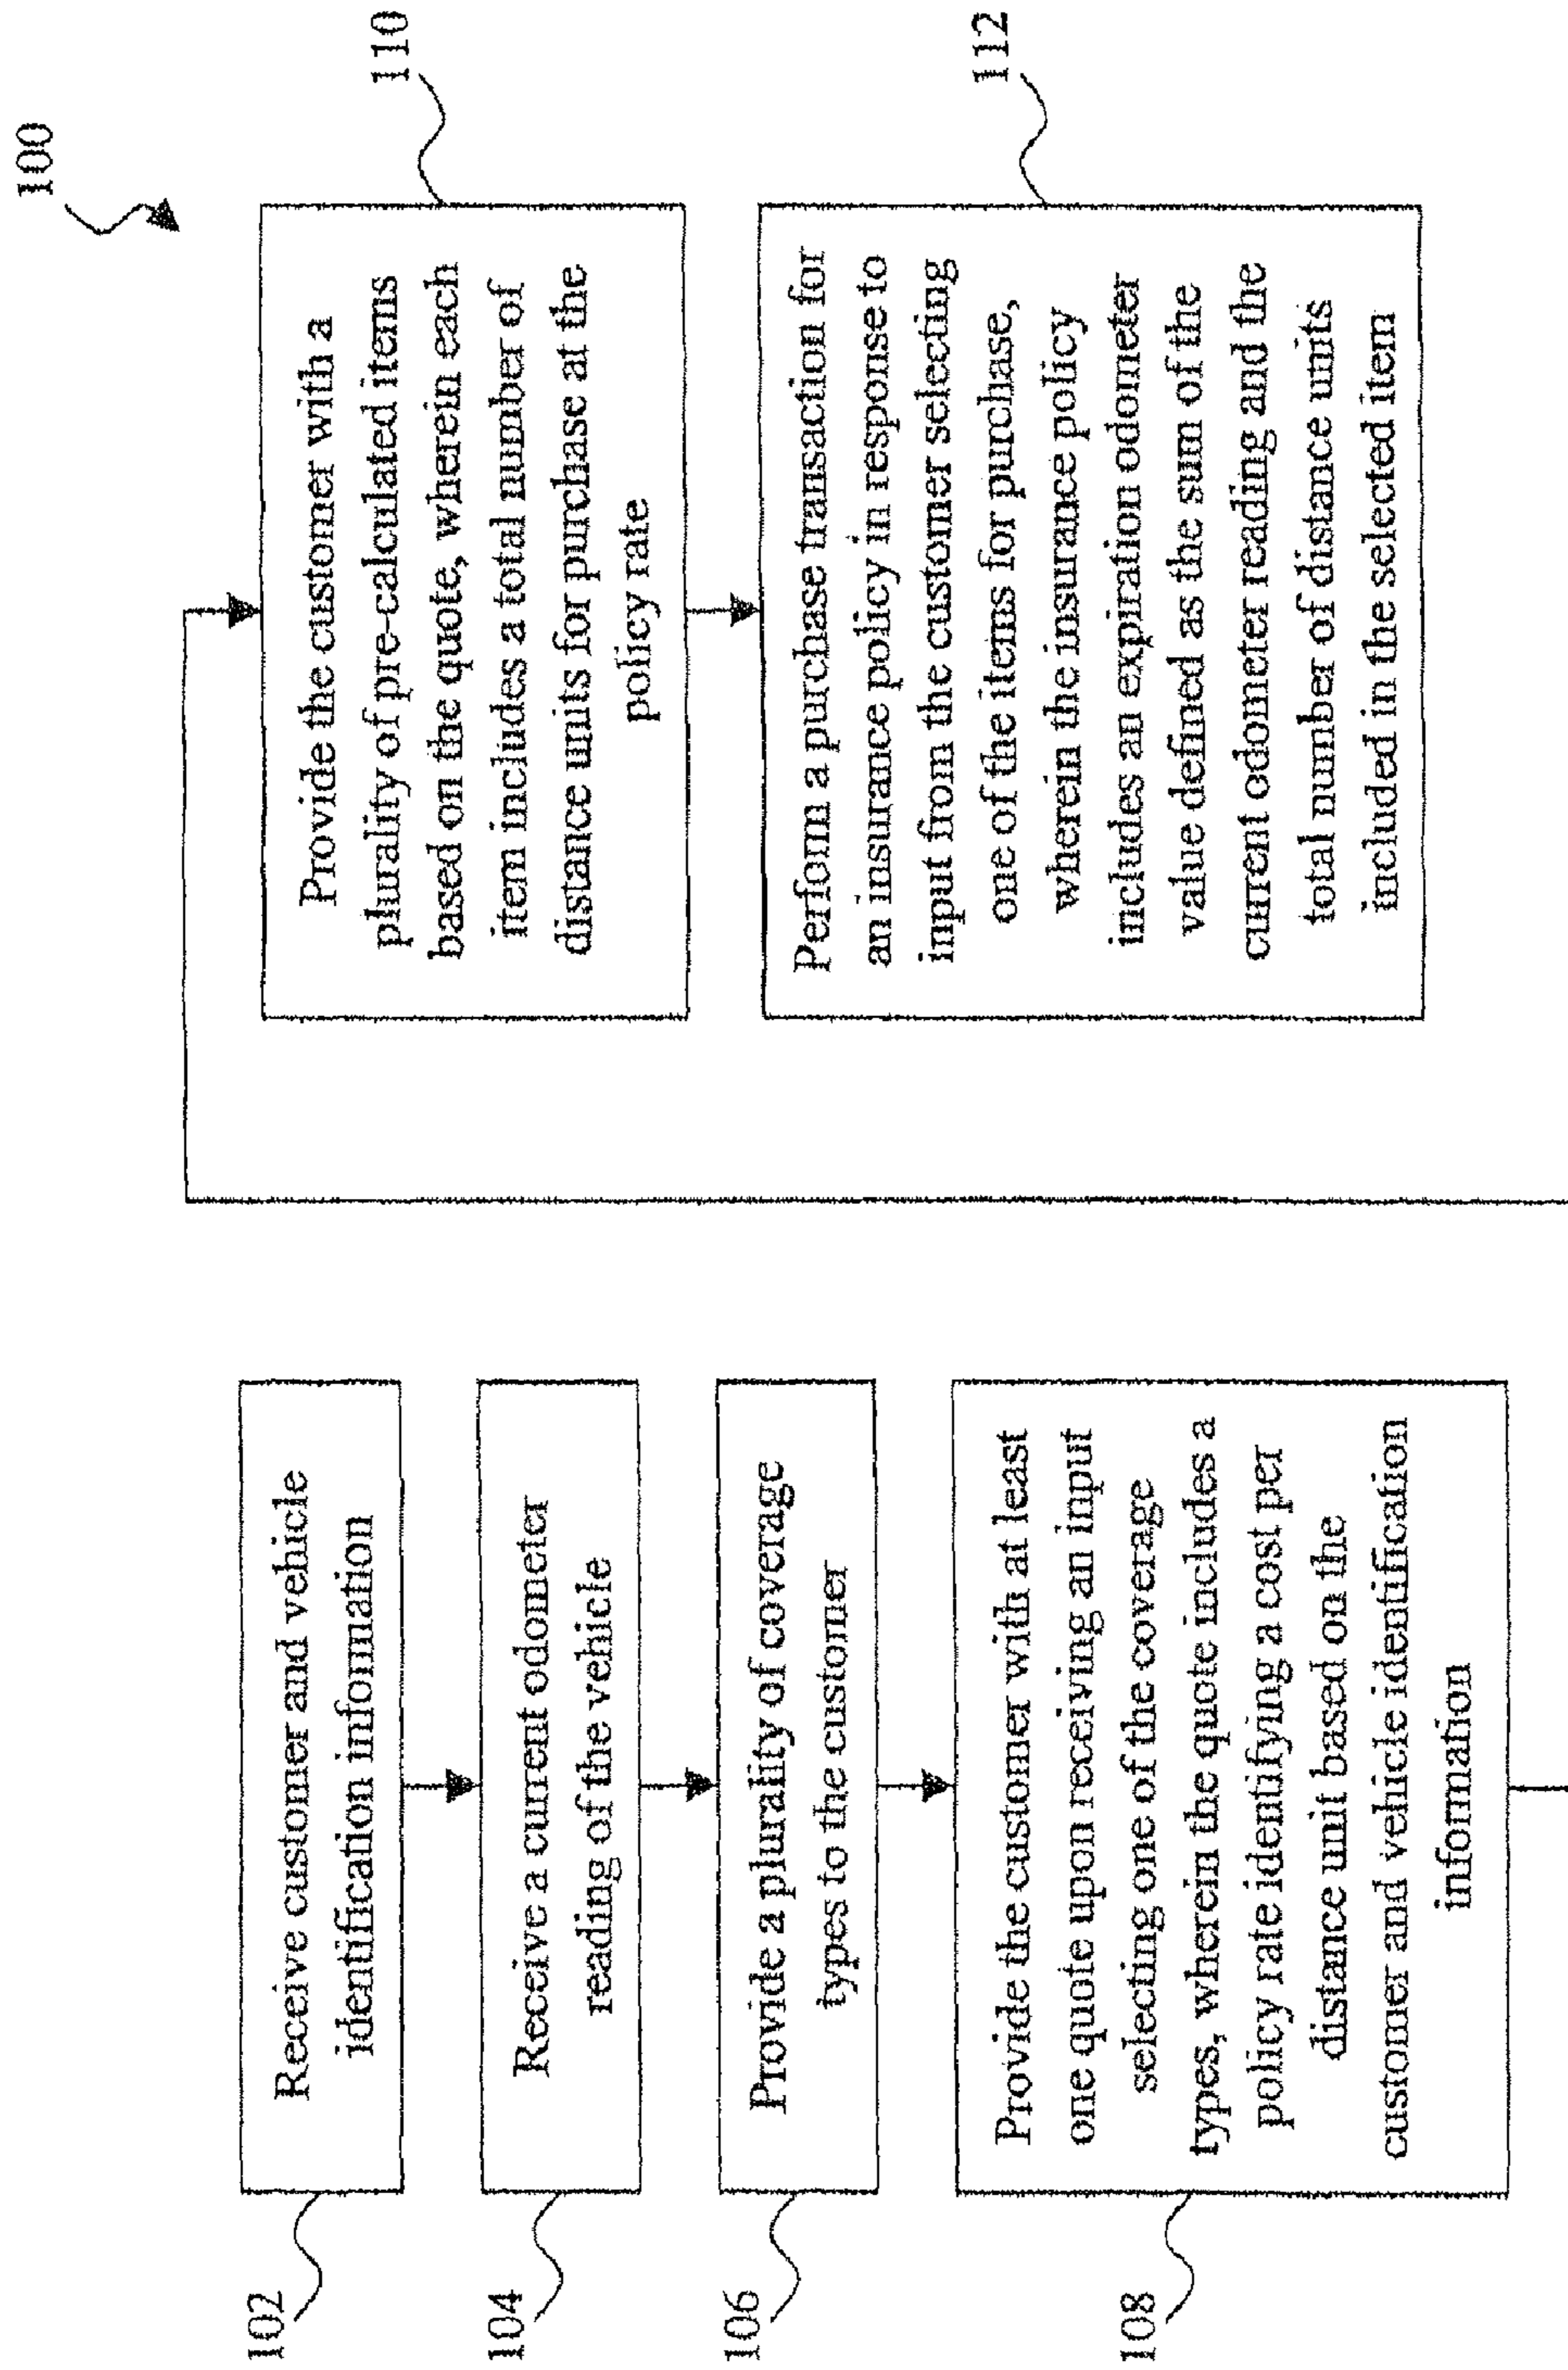 100
102
Receive customer and vehicle
identification information
104
Receive a current odometer
reading of the vehicle
106
Provide a plurality of coverage
types to the customer
108
Provide the customer with at least
one quote upon receiving an input
selecting one of the coverage
types, wherein the quote includes a
policy rate identifying a cost per
distance unit based on the
customer and vehicle identification
information
110
Provide the customer with a
plurality of pre-calculated items
based on the quote, wherein each
item includes a total number of
distance units for purchase at the
policy rate
112
Perform a purchase transaction for
an insurance policy in response to
input from the customer selecting
one of the items for purchase,
wherein the insurance policy
includes an expiration odometer
value defined as the sum of the
current odometer reading and the
total number of distance units
included in the selected item